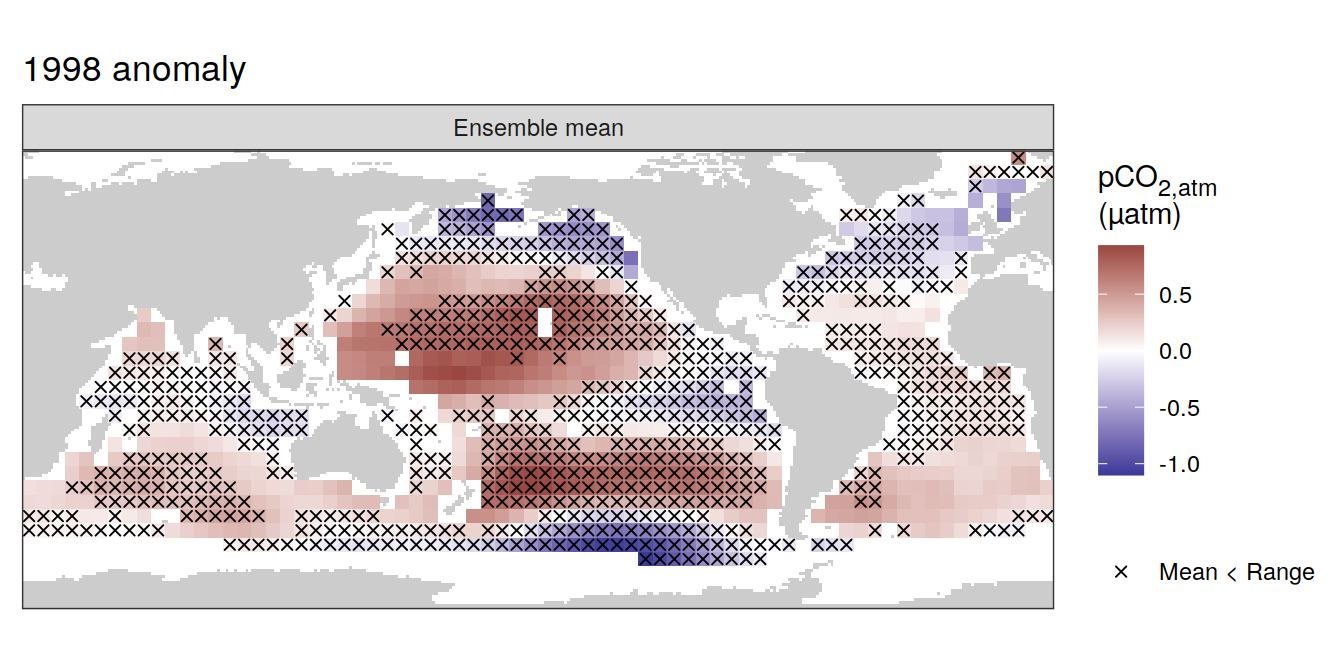 1998 anomaly
Ensemble mean
pCO2,atm
(µatm)
0.5
0.0
-0.5
-1.0
× Mean < Range